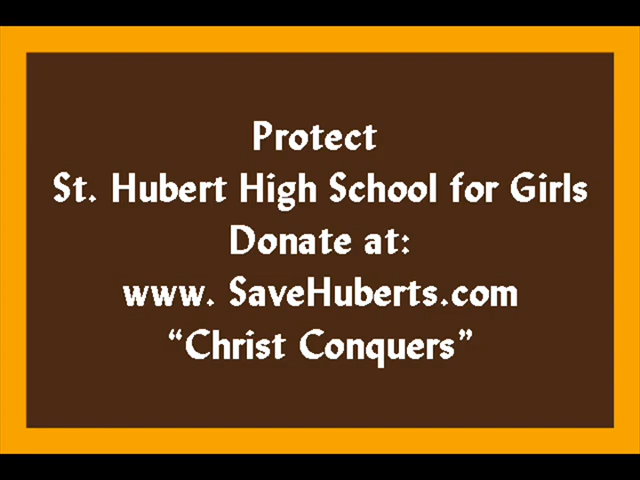 Protect
St. Hubert High School for Girls
Donate at:
www. SaveHuberts.com
“Christ Conquers”